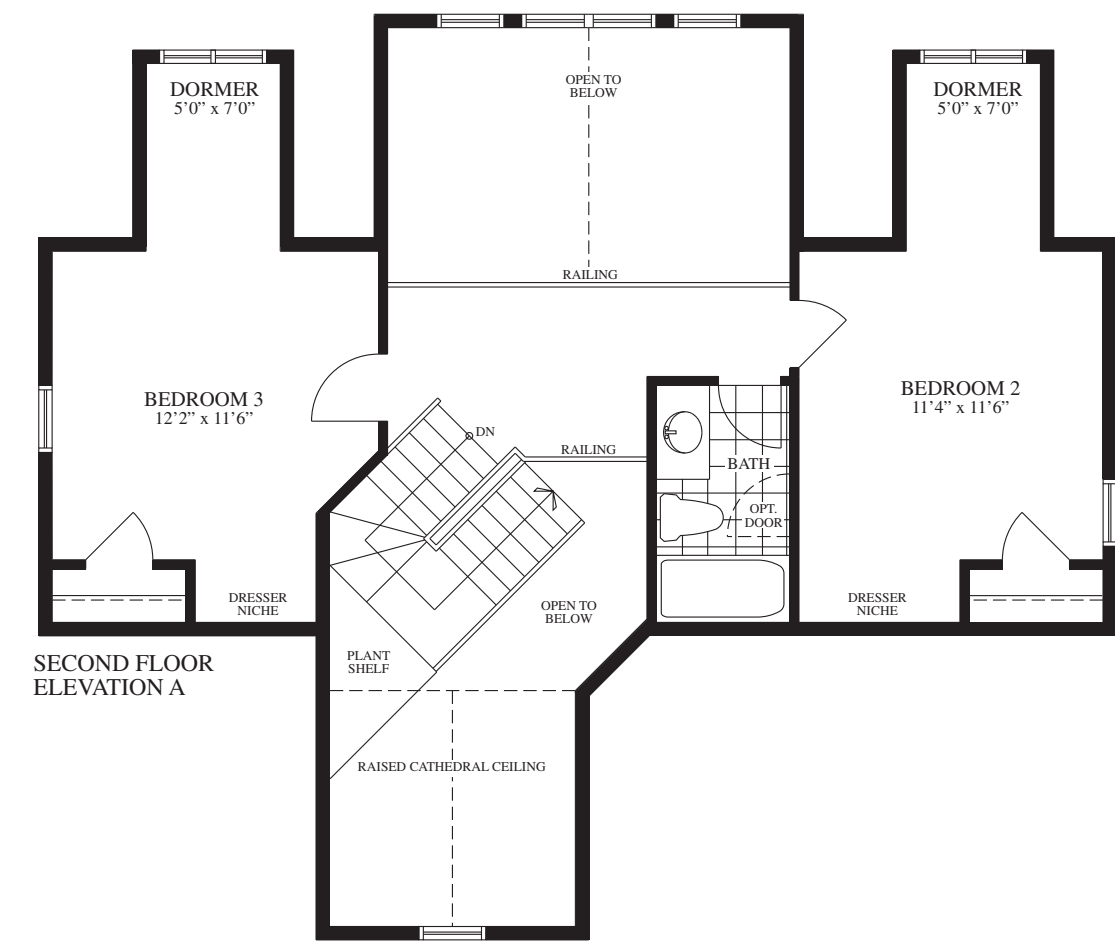 DORMER
5’0” x 7’0”
OPEN TO
BELOW
DORMER
5’0” x 7’0”
RAILING
BEDROOM 3
12’2” x 11’6”
BEDROOM 2
11’4” x 11’6”
DN
RAILING
BATH
OPT.
DOOR
DRESSER
NICHE
OPEN TO
BELOW
DRESSER
NICHE
PLANT
SHELF
SECOND FLOOR
ELEVATION A
RAISED CATHEDRAL CEILING